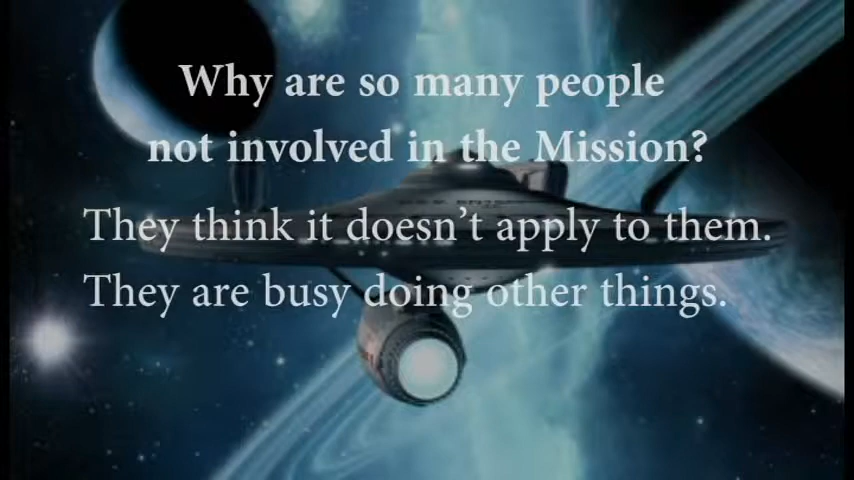 Why are so many people
not involved in the Mission?
They think it doesn’t apply to them.
They are busy doing other things.